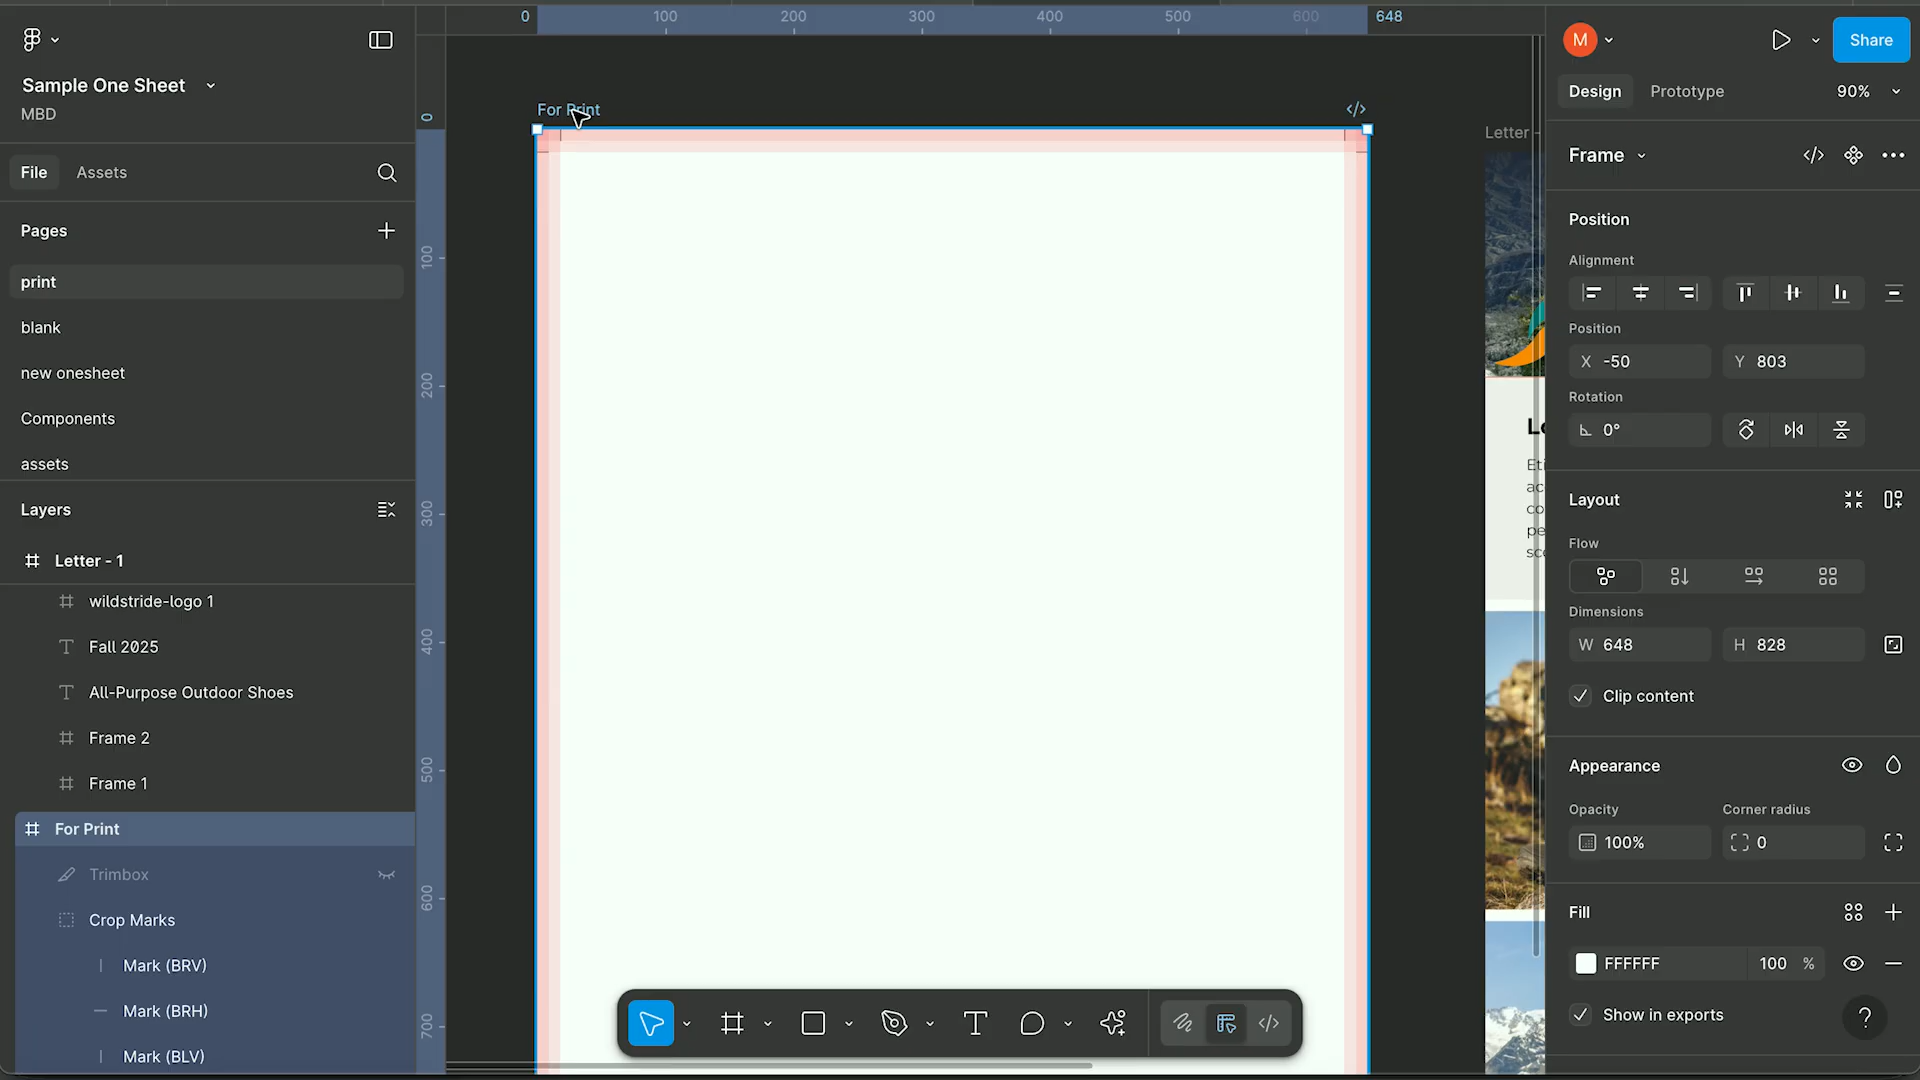 Sample One Sheet
MBD
File
Assets
Pages
print
blank
new onesheet
Components
assets
Layers
Letter - 1
wildstride-logo 1
Fall 2025
All-Purpose Outdoor Shoes
Frame 2
Frame 1
For Print
Trimbox
Crop Marks
Mark (BRV)
Mark (BRH)
Mark (BLV)
0
100
200
300
400
500
600
648
0
100
200
300
400
500
600
700
For Print
Letter -
Eti
ac
co
pe
M
Share
Design
Prototype
90%
Frame
Position
Alignment
Position
X -50
Y 803
Rotation
0°
Layout
Flow
Dimensions
W 648
H 828
Clip content
Appearance
Opacity
Corner radius
100%
0
Fill
FFFFFF
100 %
Show in exports
?